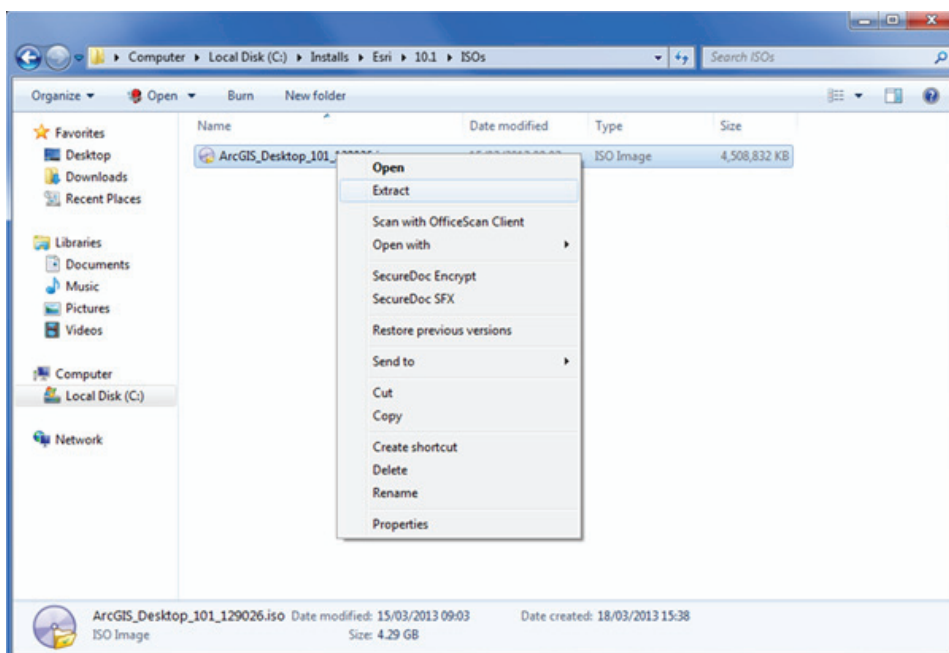 Computer Local Disk (C:) Installs Esri 10.1 ISOs Search ISOs
Organize Open Burn New folder
Name Date modified Type Size
Favorites
Desktop
Downloads
Recent Places
Libraries
Documents
Music
Pictures
Videos
Computer
Local Disk (C:)
Network
ArcGIS_Desktop_101_ ISO Image 4,508,832 KB
Open
Extract
Scan with OfficeScan Client
Open with
SecureDoc Encrypt
SecureDoc SFX
Restore previous versions
Send to
Cut
Copy
Create shortcut
Delete
Rename
Properties
ArcGIS_Desktop_101_129026.iso Date modified: 15/03/2013 09:03 Date created: 18/03/2013 15:38
ISO Image Size: 4.29 GB